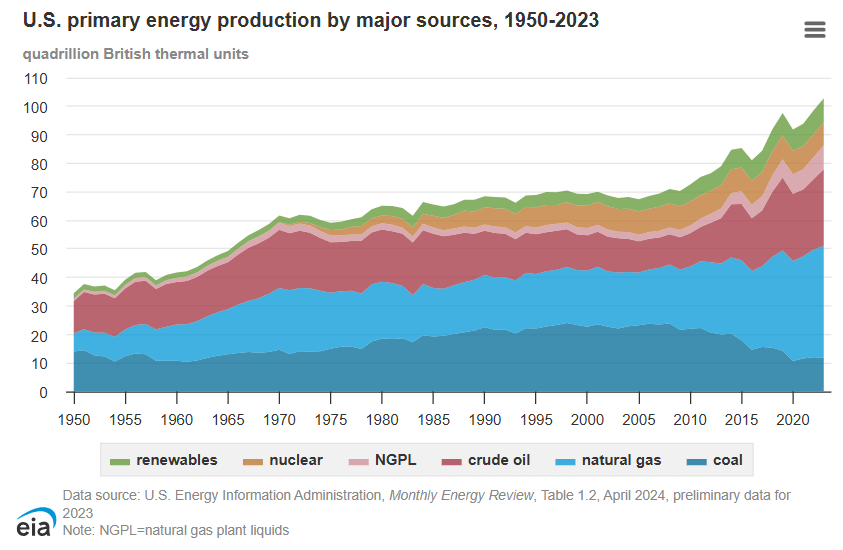 U.S. primary energy production by major sources, 1950-2023
quadrillion British thermal units
110
100
90
80
70
60
50
40
30
20
10
0
1950 1955 1960 1965 1970 1975 1980 1985 1990 1995 2000 2005 2010 2015 2020
renewables nuclear NGPL crude oil natural gas coal
Data source: U.S. Energy Information Administration, Monthly Energy Review, Table 1.2, April 2024, preliminary data for
2023
Note: NGPL=natural gas plant liquids
eia